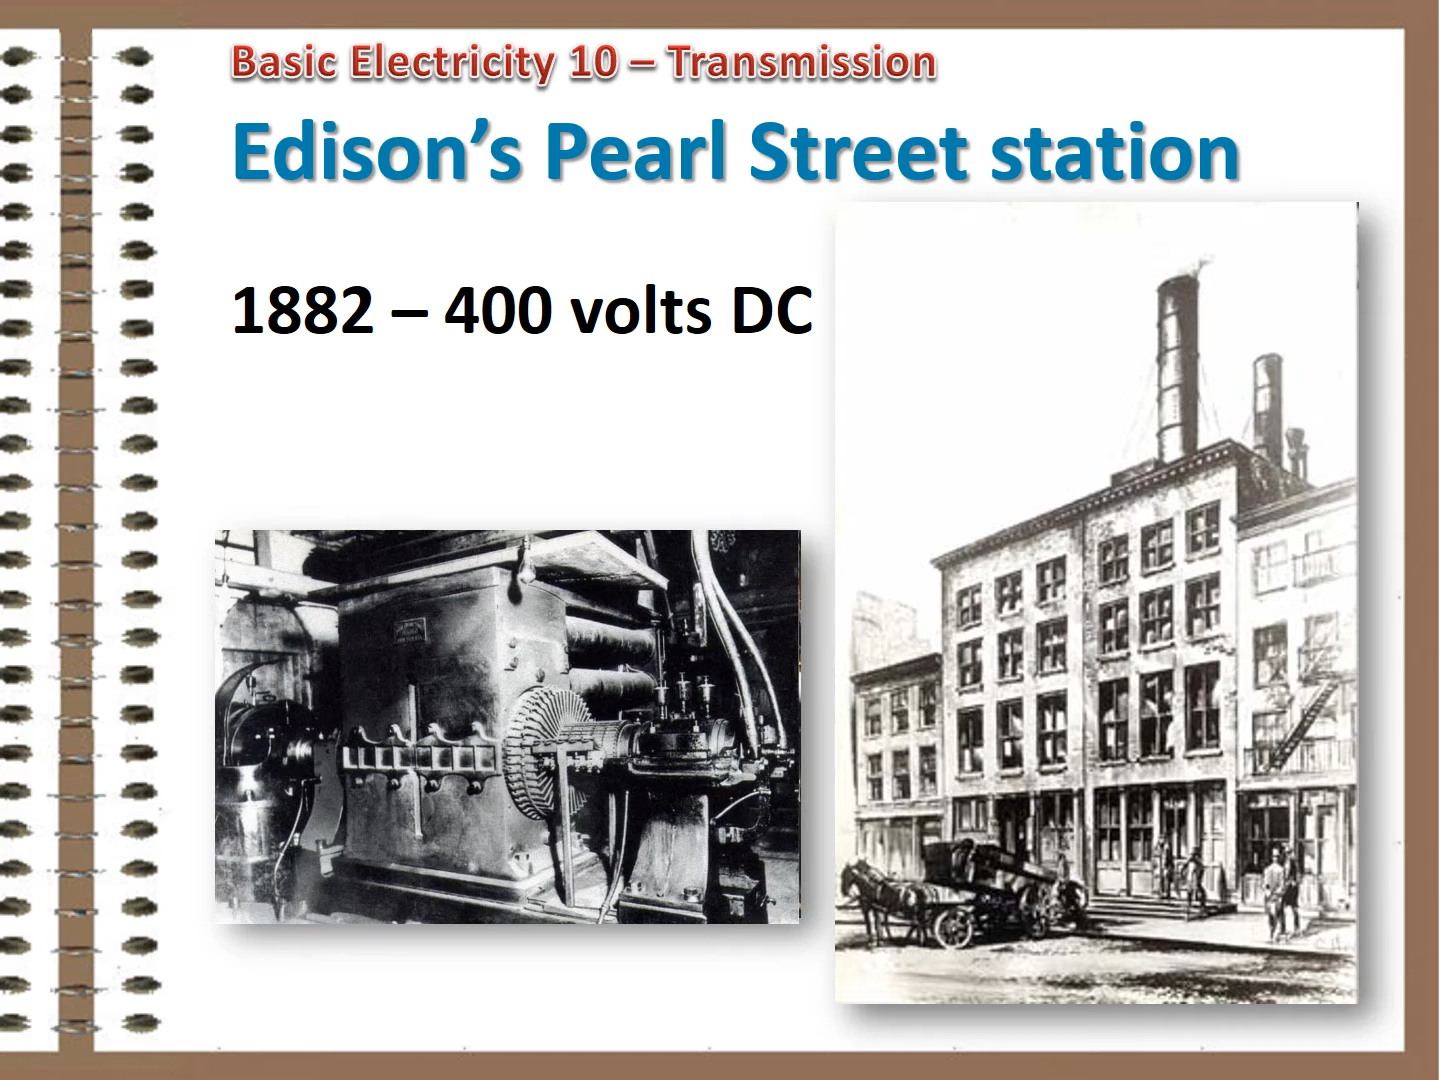 Basic Electricity 10 – Transmission
Edison’s Pearl Street station
1882 – 400 volts DC